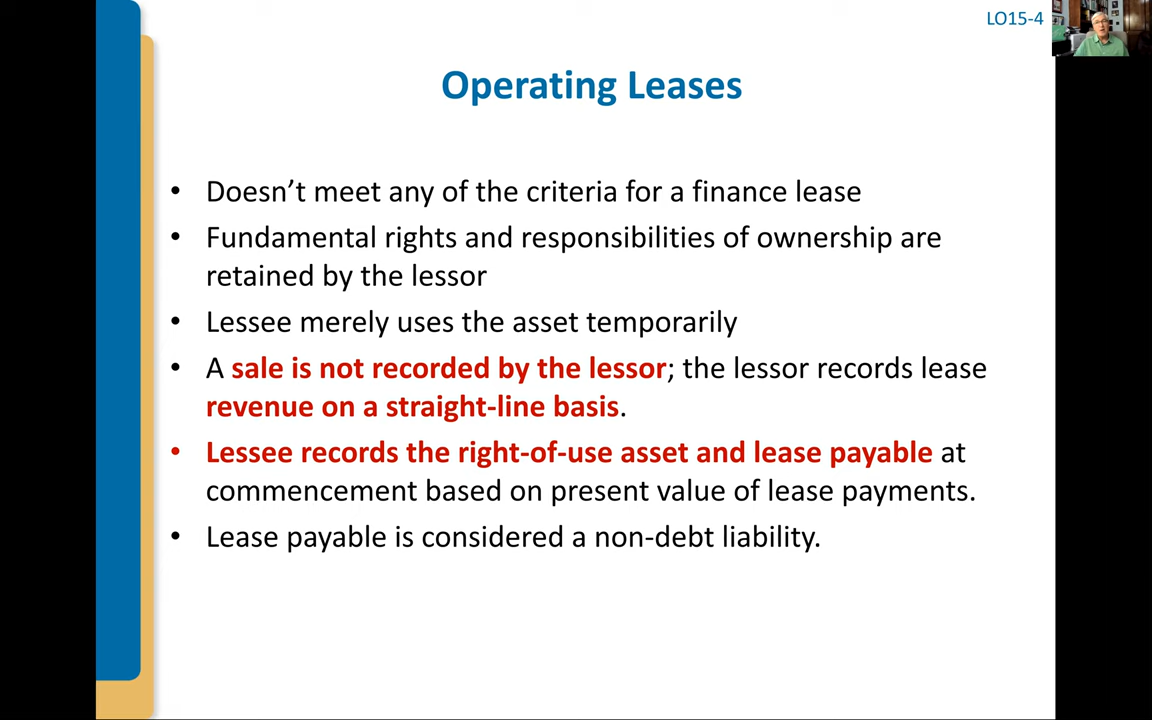 LO15-4
Operating Leases
• Doesn’t meet any of the criteria for a finance lease
• Fundamental rights and responsibilities of ownership are
retained by the lessor
• Lessee merely uses the asset temporarily
• A sale is not recorded by the lessor; the lessor records lease
revenue on a straight-line basis.
• Lessee records the right-of-use asset and lease payable at
commencement based on present value of lease payments.
• Lease payable is considered a non-debt liability.